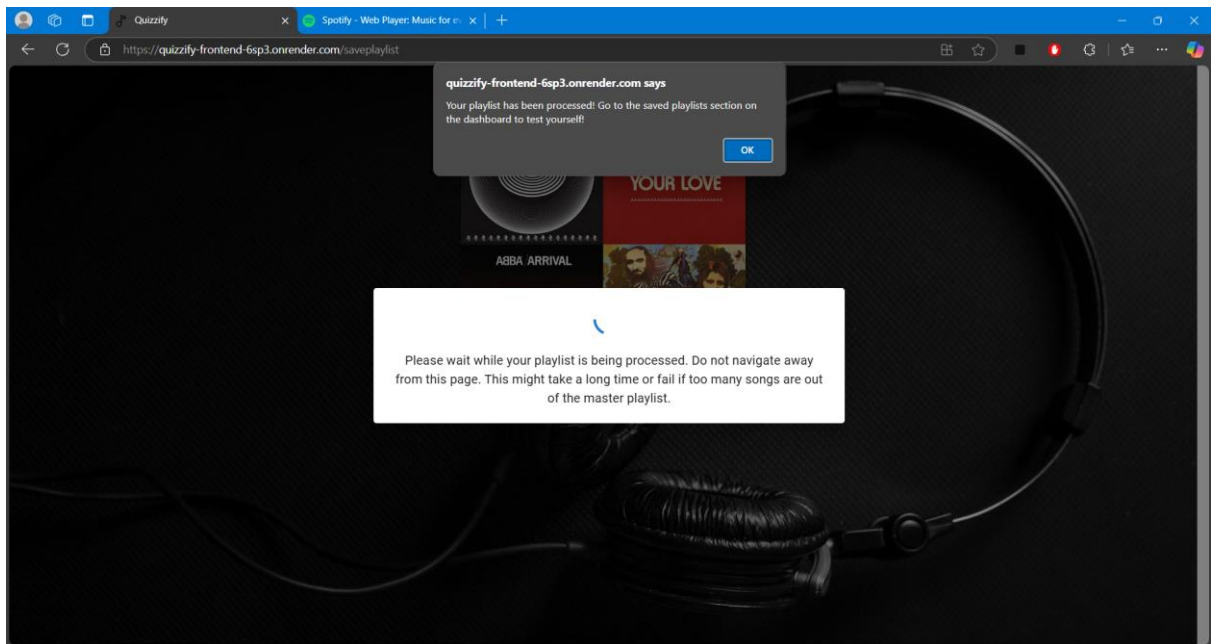 Quizzify
Spotify - Web Player: Music for e
https://quizzify-frontend-6sp3.onrender.com/saveplaylist
quizzify-frontend-6sp3.onrender.com says
Your playlist has been processed! Go to the saved playlists section on
the dashboard to test yourself!
OK
YOUR LOVE
ABBA ARRIVAL
Please wait while your playlist is being processed. Do not navigate away
from this page. This might take a long time or fail if too many songs are out
of the master playlist.